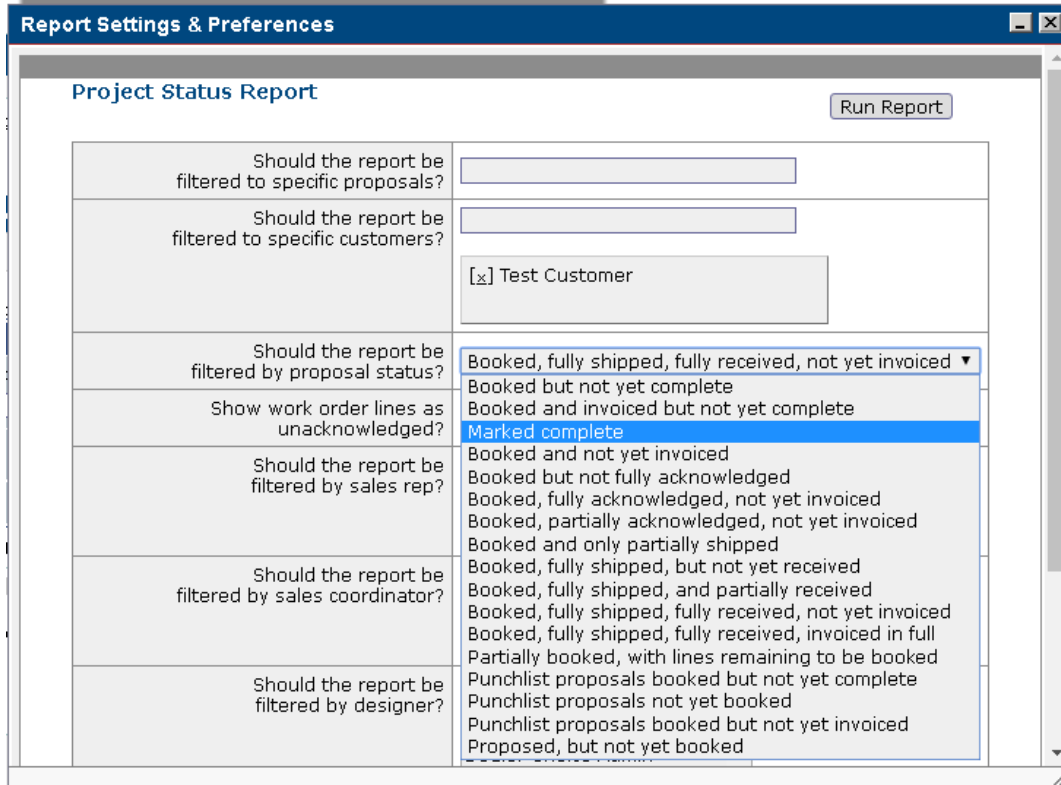 Report Settings & Preferences
Project Status Report
Run Report
Should the report be
filtered to specific proposals?
Should the report be
filtered to specific customers?
[x] Test Customer
Should the report be
filtered by proposal status?
Booked, fully shipped, fully received, not yet invoiced
Booked but not yet complete
Booked and invoiced but not yet complete
Marked complete
Booked and not yet invoiced
Booked but not fully acknowledged
Booked, fully acknowledged, not yet invoiced
Booked, partially acknowledged, not yet invoiced
Booked and only partially shipped
Booked, fully shipped, but not yet received
Booked, fully shipped, and partially received
Booked, fully shipped, fully received, not yet invoiced
Booked, fully shipped, fully received, invoiced in full
Partially booked, with lines remaining to be booked
Punchlist proposals booked but not yet complete
Punchlist proposals not yet booked
Punchlist proposals booked but not yet invoiced
Proposed, but not yet booked
Show work order lines as
unacknowledged?
Should the report be
filtered by sales rep?
Should the report be
filtered by sales coordinator?
Should the report be
filtered by designer?